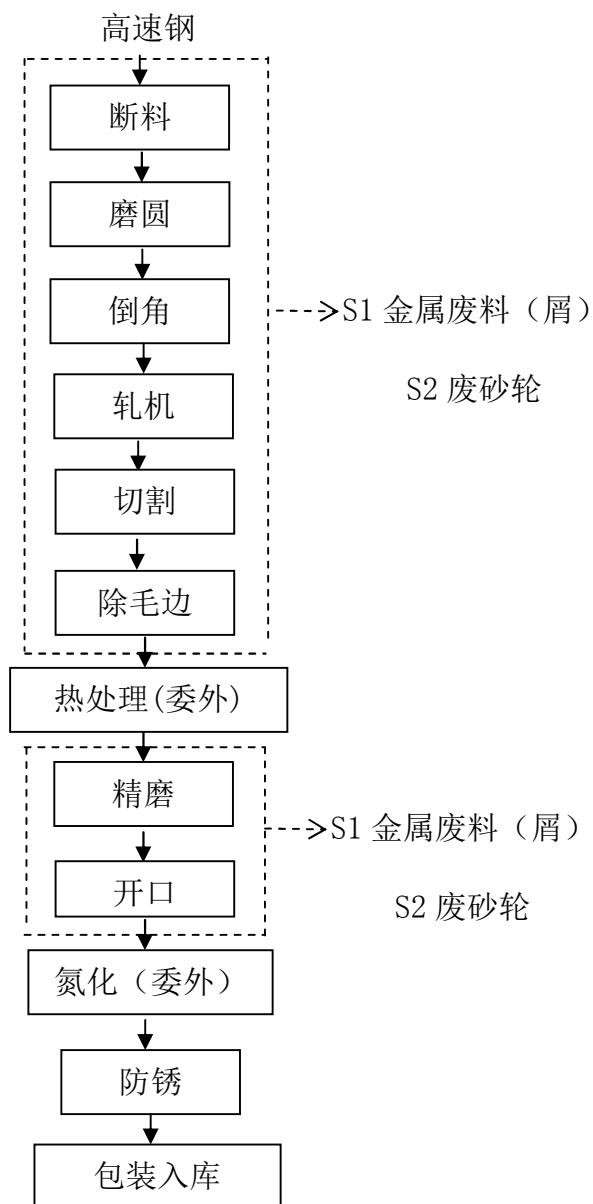 高速钢
断料
磨圆
倒角
S1 金属废料（屑）
轧机
S2 废砂轮
切割
除毛边
热处理(委外)
精磨
S1 金属废料（屑）
开口
S2 废砂轮
氮化（委外）
防锈
包装入库